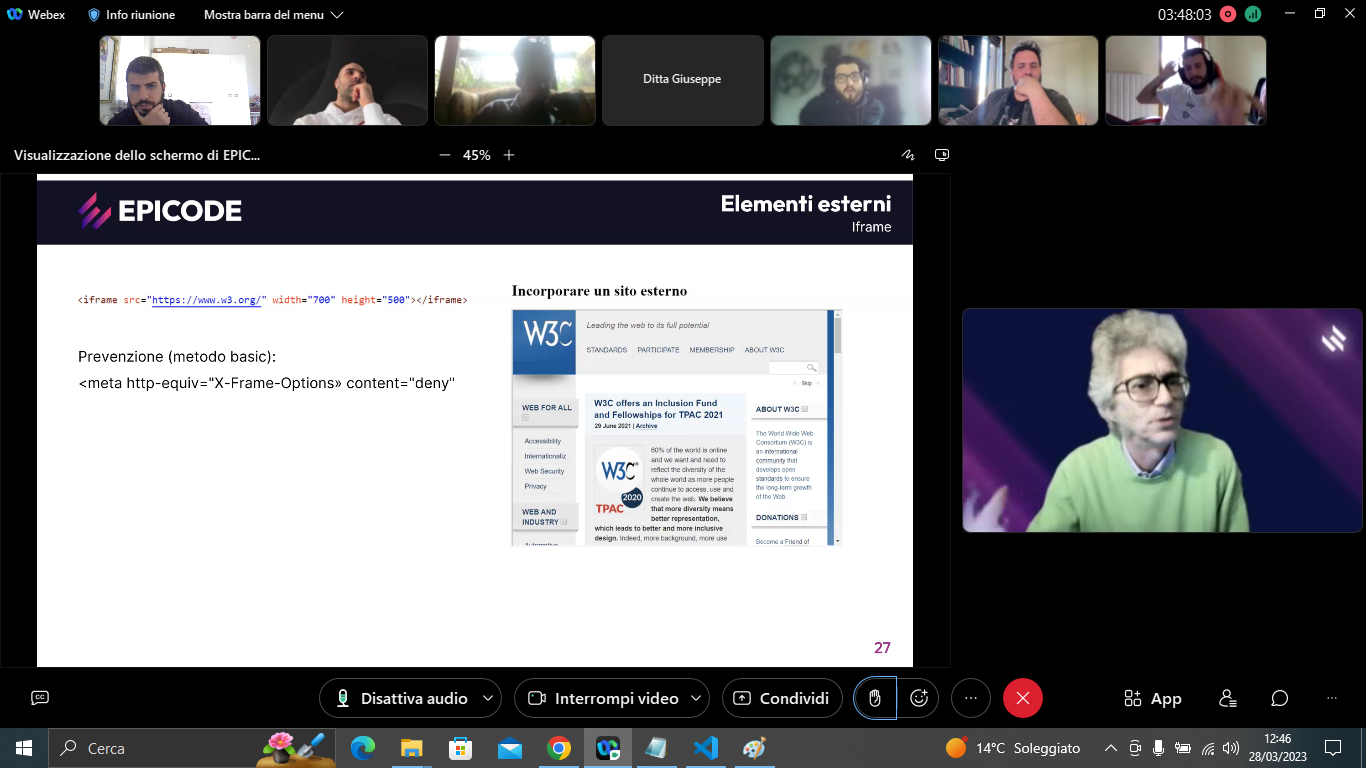 Webex
Info riunione
Mostra barra del menu
03:48:03
Ditta Giuseppe
Visualizzazione dello schermo di EPIC...
45%
EPICODE
Elementi esterni
Iframe
<iframe src="https://www.w3.org/" width="700" height="500"></iframe>
Prevenzione (metodo basic):
<meta http-equiv="X-Frame-Options» content="deny"
Incorporare un sito esterno
W3C
Leading the web to its full potential
STANDARDS PARTICIPATE MEMBERSHIP ABOUT W3C
Skip
WEB FOR ALL
Accessibility
Internationaliz
Web Security
Privacy
WEB AND
INDUSTRY
Automotive
W3C offers an Inclusion Fund
and Fellowships for TPAC 2021
29 June 2021 | Archive
W3C
2020
TPAC
60% of the world is online
and we want and need to
reflect the diversity of the
whole world as more people
continue to access, use and
create the web. We believe
that more diversity means
better representation,
which leads to better and more inclusive
design. Indeed, more background, more use
ABOUT W3C
The World Wide Web
Consortium (W3C) is
an international
community that
develops open
standards to ensure
the long-term growth
of the Web
DONATIONS
Become a Friend of
27
CC
Disattiva audio
Interrompi video
Condividi
App
Cerca
14°C Soleggiato
12:46
28/03/2023